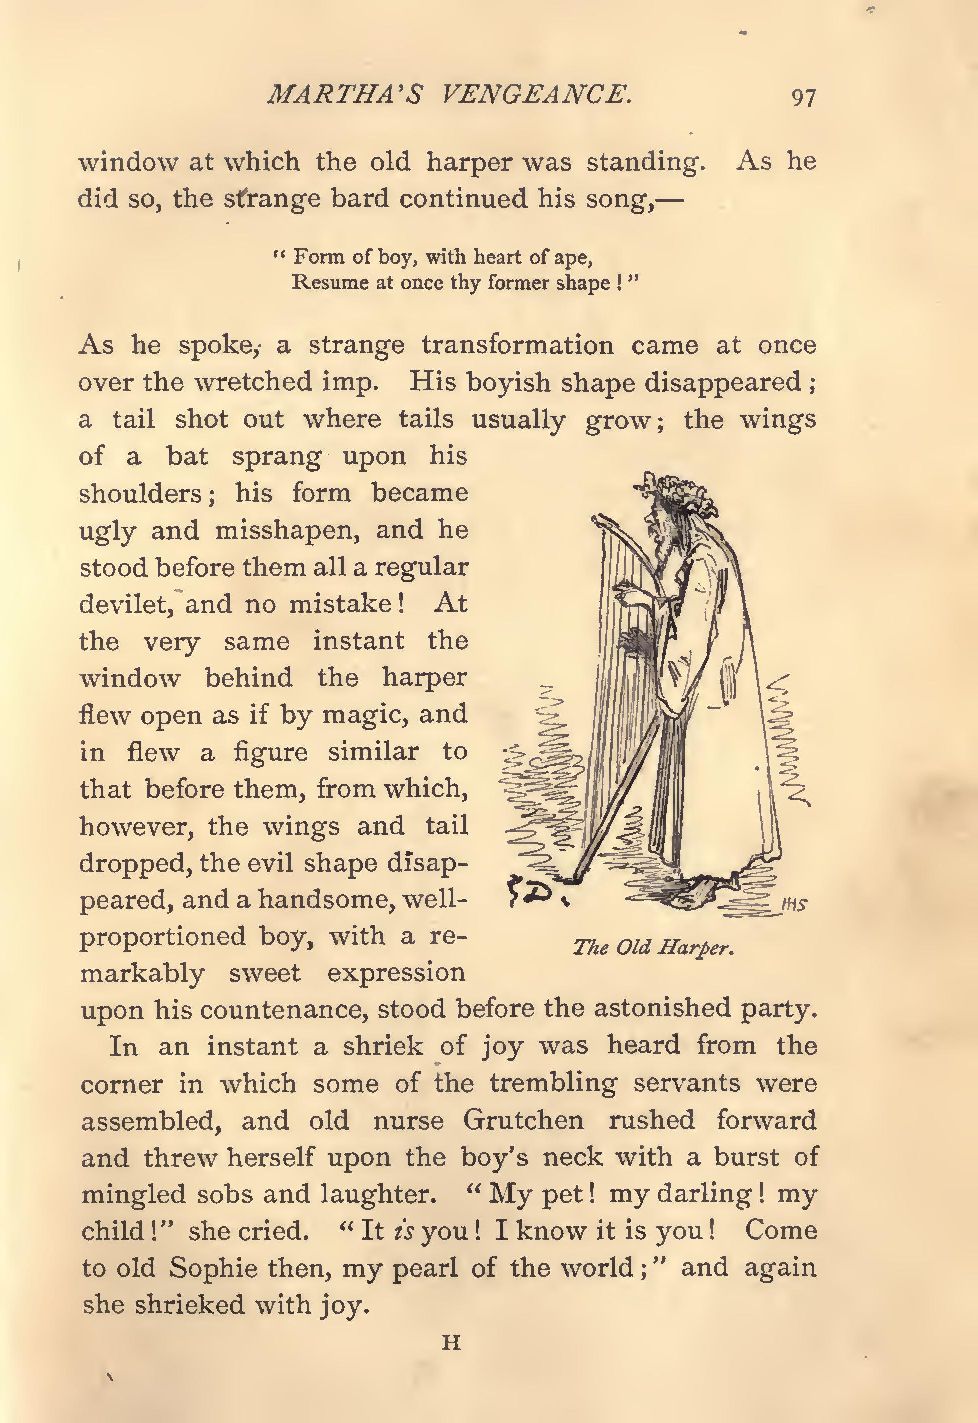 MARTHA'S VENGEANCE. 97
window at which the old harper was standing. As he
did so, the strange bard continued his song,—
" Form of boy, with heart of ape,
Resume at once thy former shape ! "
As he spoke, a strange transformation came at once
over the wretched imp. His boyish shape disappeared ;
a tail shot out where tails usually grow ; the wings
of a bat sprang upon his
shoulders ; his form became
ugly and misshapen, and he
stood before them all a regular
devilet, and no mistake ! At
the very same instant the
window behind the harper
flew open as if by magic, and
in flew a figure similar to
that before them, from which,
however, the wings and tail
dropped, the evil shape disap-
peared, and a handsome, well-
proportioned boy, with a re-
markably sweet expression
IHS
The Old Harper.
upon his countenance, stood before the astonished party.
In an instant a shriek of joy was heard from the
corner in which some of the trembling servants were
assembled, and old nurse Grutchen rushed forward
and threw herself upon the boy's neck with a burst of
mingled sobs and laughter. " My pet ! my darling ! my
child ! " she cried. " It is you ! I know it is you ! Come
to old Sophie then, my pearl of the world ; " and again
she shrieked with joy.
H